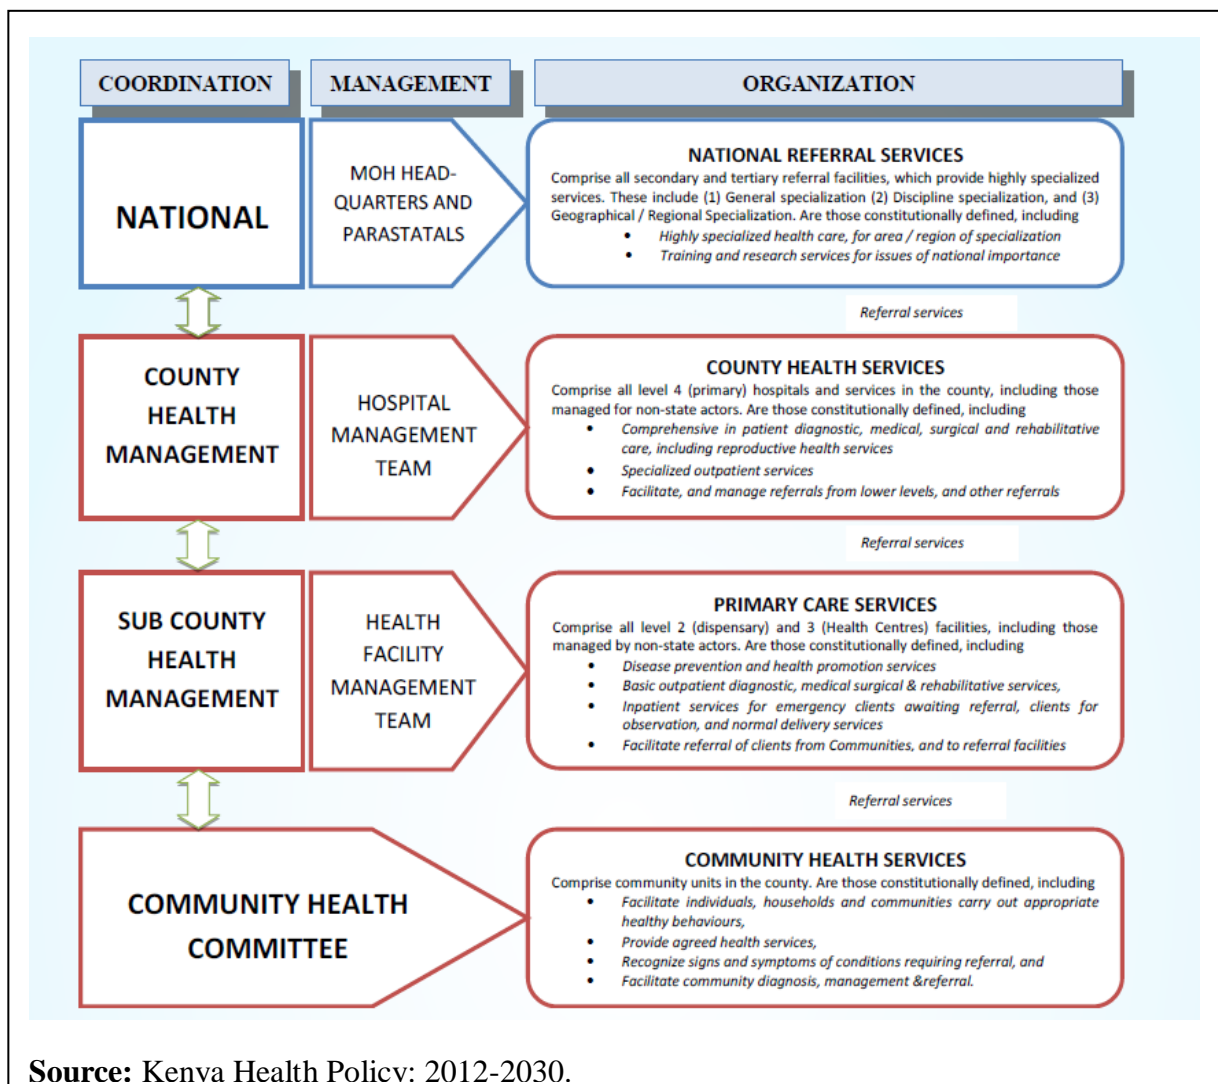 COORDINATION
MANAGEMENT
ORGANIZATION
NATIONAL
MOH HEAD-
QUARTERS AND
PARASTATALS
NATIONAL REFERRAL SERVICES
Comprise all secondary and tertiary referral facilities, which provide highly specialized
services. These include (1) General specialization (2) Discipline specialization, and (3)
Geographical / Regional Specialization. Are those constitutionally defined, including
• Highly specialized health care, for area / region of specialization
• Training and research services for issues of national importance
Referral services
COUNTY
HEALTH
MANAGEMENT
HOSPITAL
MANAGEMENT
TEAM
COUNTY HEALTH SERVICES
Comprise all level 4 (primary) hospitals and services in the county, including those
managed for non-state actors. Are those constitutionally defined, including
• Comprehensive in patient diagnostic, medical, surgical and rehabilitative
care, including reproductive health services
• Specialized outpatient services
• Facilitate, and manage referrals from lower levels, and other referrals
Referral services
SUB COUNTY
HEALTH
MANAGEMENT
HEALTH
FACILITY
MANAGEMENT
TEAM
PRIMARY CARE SERVICES
Comprise all level 2 (dispensary) and 3 (Health Centres) facilities, including those
managed by non-state actors. Are those constitutionally defined, including
• Disease prevention and health promotion services
• Basic outpatient diagnostic, medical surgical & rehabilitative services,
• Inpatient services for emergency clients awaiting referral, clients for
observation, and normal delivery services
• Facilitate referral of clients from Communities, and to referral facilities
Referral services
COMMUNITY HEALTH
COMMITTEE
COMMUNITY HEALTH SERVICES
Comprise community units in the county. Are those constitutionally defined, including
• Facilitate individuals, households and communities carry out appropriate
healthy behaviours,
• Provide agreed health services,
• Recognize signs and symptoms of conditions requiring referral, and
• Facilitate community diagnosis, management &referral.
Source: Kenya Health Policy: 2012-2030.